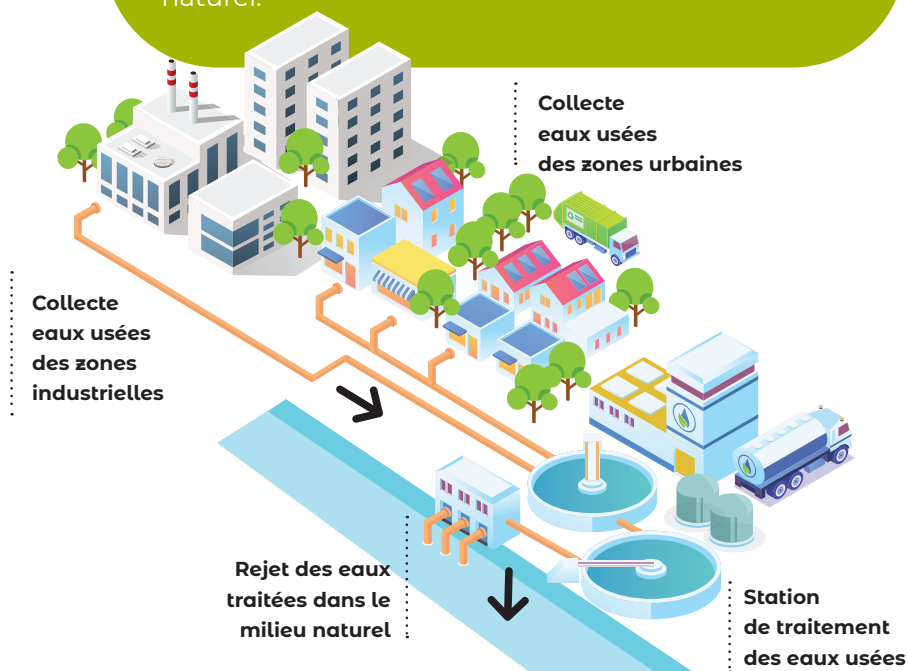 naturel.
Collecte
eaux usées
des zones urbaines
Collecte
eaux usées
des zones
industrielles
Rejet des eaux
traitées dans le
milieu naturel
Station
de traitement
des eaux usées